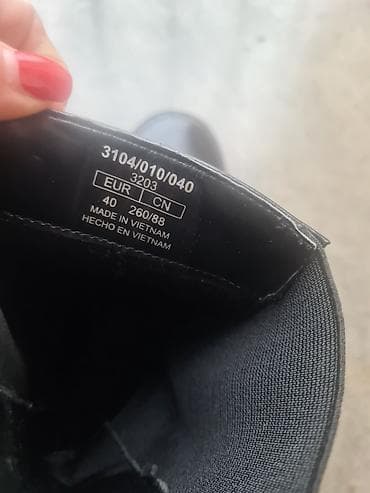 3104/010/040
3203
EUR CN
40 260/88
MADE IN VIETNAM
HECHO EN VIETNAM